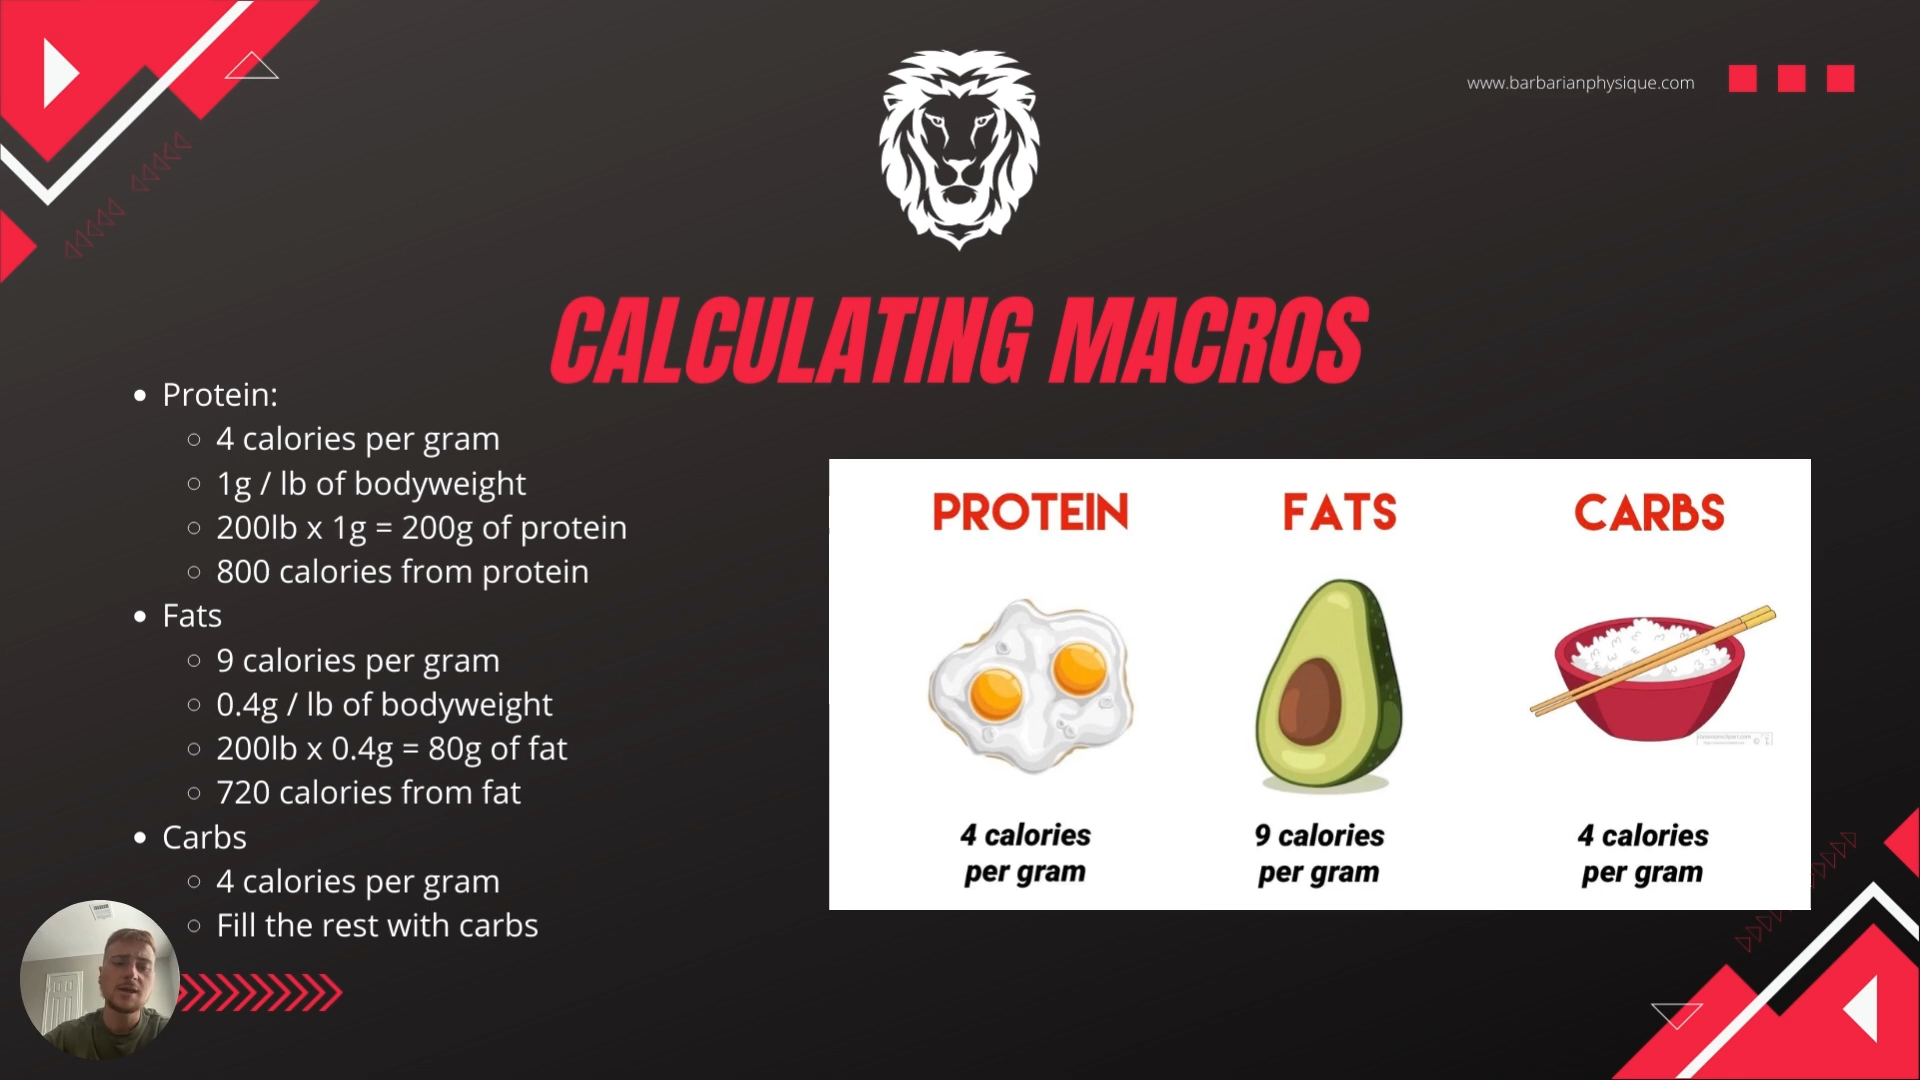 www.barbarianphysique.com
CALCULATING MACROS
Protein:
4 calories per gram
1g / lb of bodyweight
200lb x 1g = 200g of protein
800 calories from protein
Fats
9 calories per gram
0.4g / lb of bodyweight
200lb x 0.4g = 80g of fat
720 calories from fat
Carbs
4 calories per gram
Fill the rest with carbs
PROTEIN
FATS
CARBS
4 calories
per gram
9 calories
per gram
4 calories
per gram